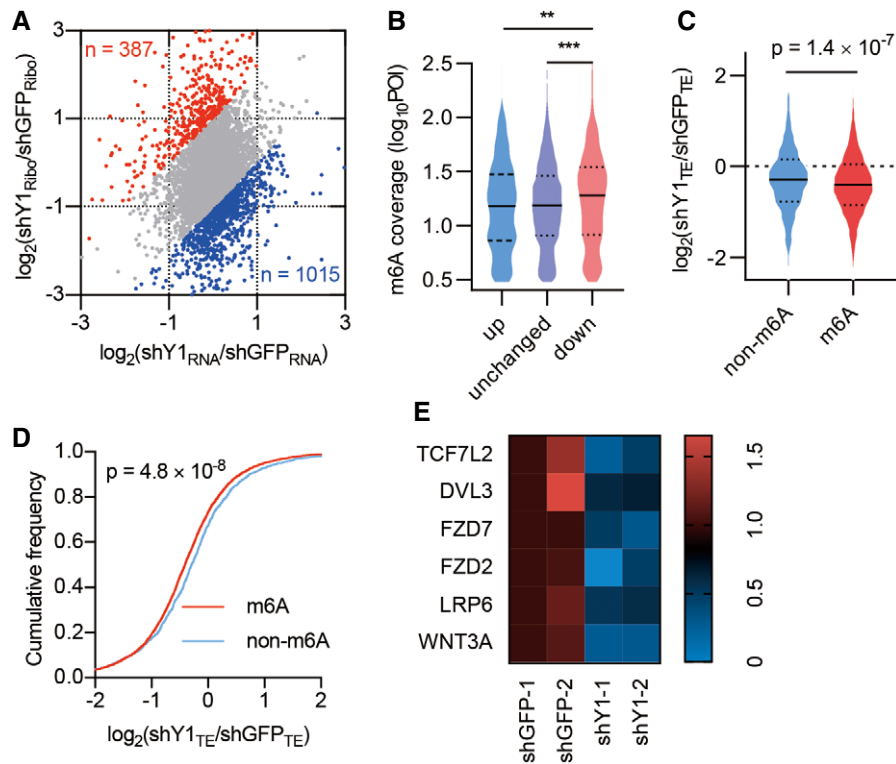 A
n = 387
n = 1015
3
1
-1
-3
-3
-1
1
3
log2(shY1Ribo/shGFPRibo)
log2(shY1RNA/shGFPRNA)
B
**
***
2.5
2.0
1.5
1.0
0.5
m6A coverage (log10POI)
up
unchanged
down
C
p = 1.4 × 10-7
2
0
-2
log2(shY1TE/shGFPTE)
non-m6A
m6A
D
p = 4.8 × 10-8
1.0
0.8
0.6
0.4
0.2
0.0
Cumulative frequency
m6A
non-m6A
-2
-1
0
1
2
log2(shY1TE/shGFPTE)
E
TCF7L2
DVL3
FZD7
FZD2
LRP6
WNT3A
shGFP-1
shGFP-2
shY1-1
shY1-2
1.5
1.0
0.5
0